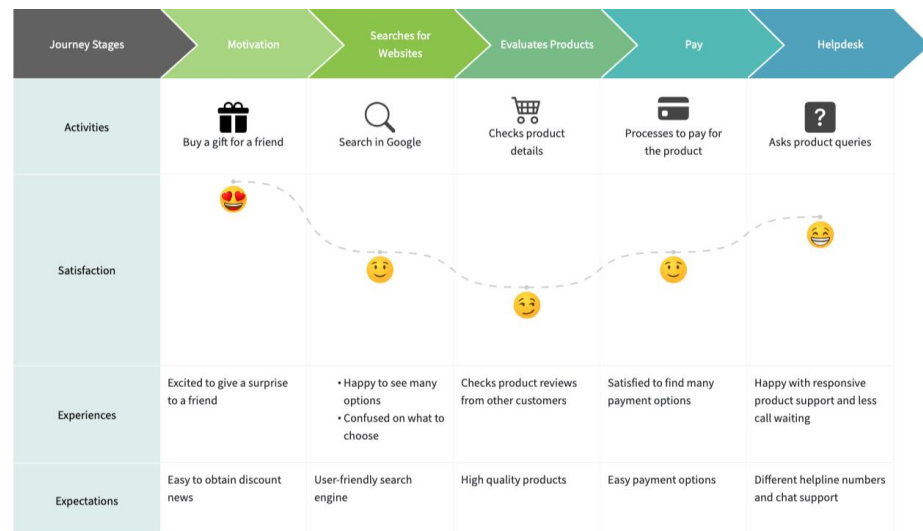 Journey Stages
Motivation
Searches for
Websites
Evaluates Products
Pay
Helpdesk
Activities
Buy a gift for a friend
Search in Google
Checks product
details
Processes to pay for
the product
?
Asks product queries
Satisfaction
Experiences
Excited to give a surprise
to a friend
• Happy to see many
options
• Confused on what to
choose
Checks product reviews
from other customers
Satisfied to find many
payment options
Happy with responsive
product support and less
call waiting
Expectations
Easy to obtain discount
news
User-friendly search
engine
High quality products
Easy payment options
Different helpline numbers
and chat support